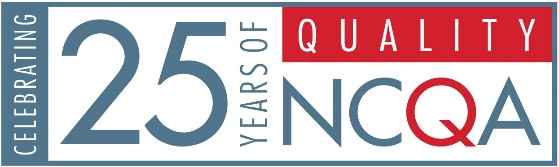 CELEBRATING
25
YEARS OF
QUALITY
NCQA